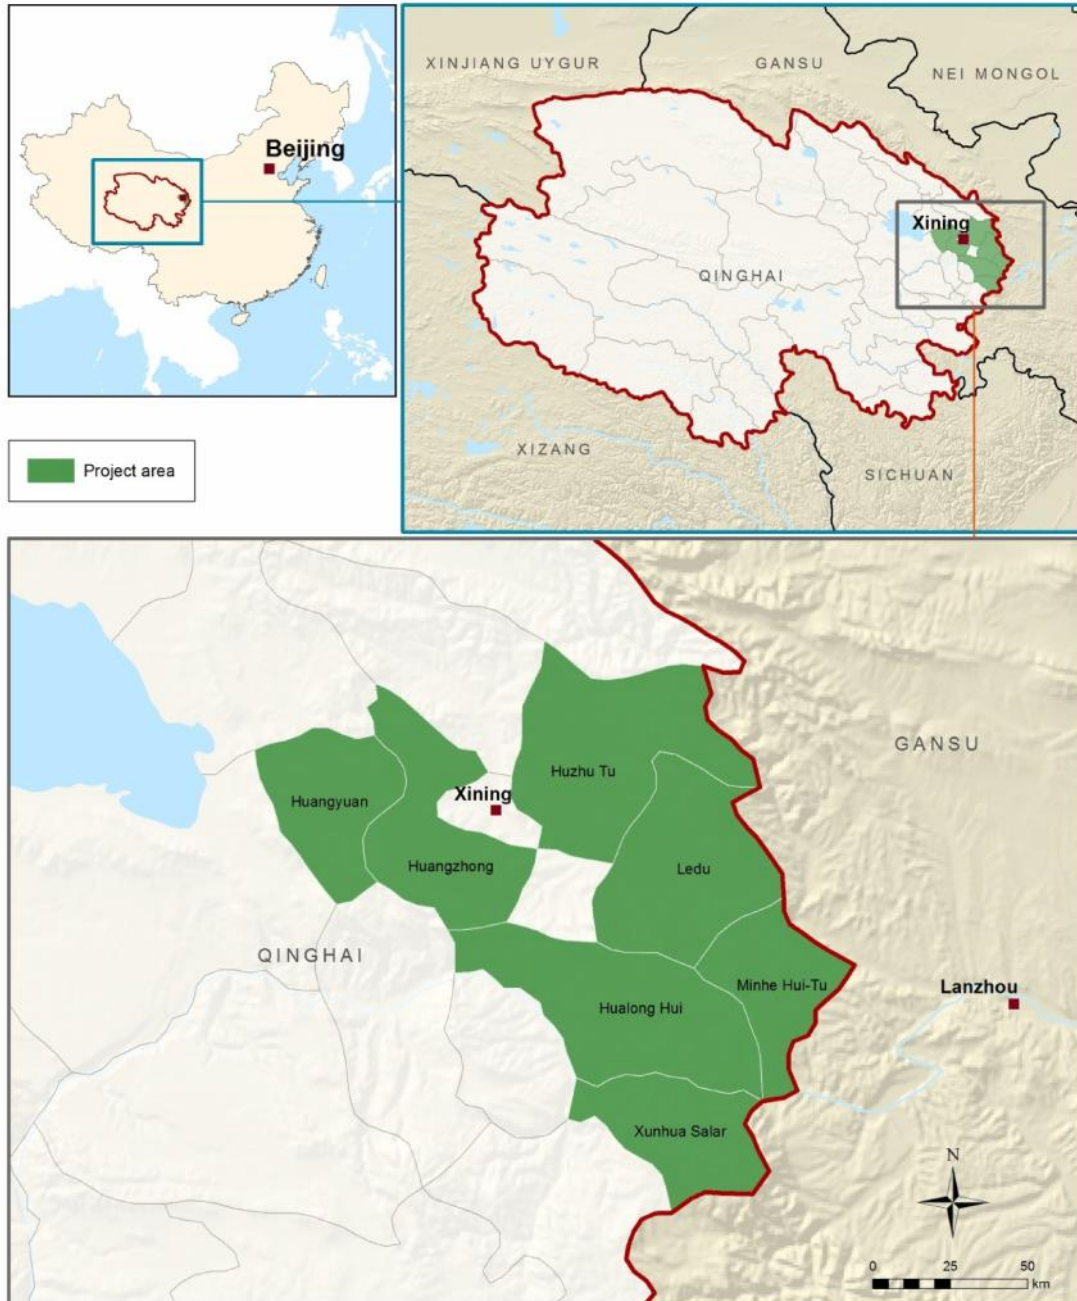 Beijing
Project area
XINJIANG UYGUR
GANSU
NEI MONGOL
Xining
QINGHAI
XIZANG
SICHUAN
Huzhu Tu
GANSU
Huangyuan
Xining
Huangzhong
Ledu
QINGHAI
Minhe Hui-Tu
Lanzhou
Hualong Hui
Xunhua Salar
N
0 25 50
km